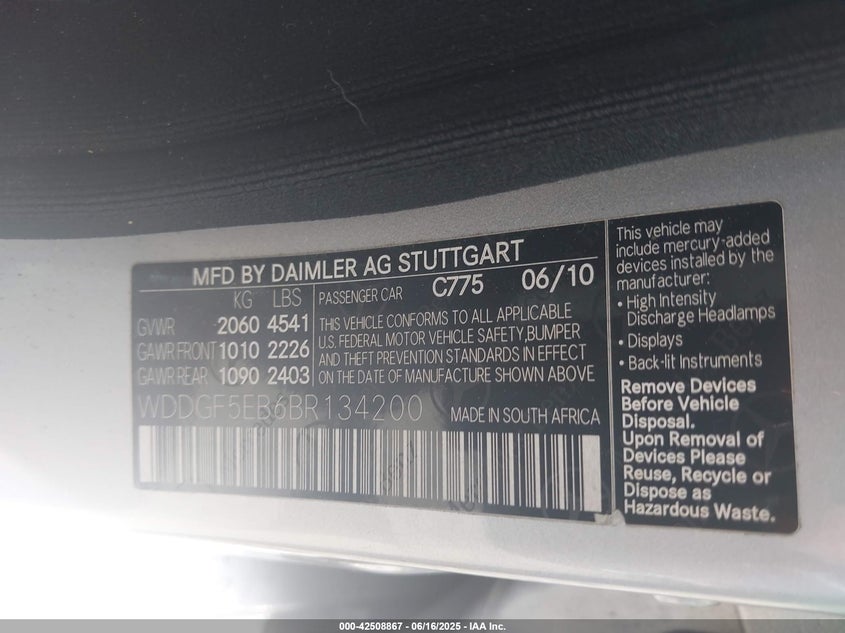 MFD BY DAIMLER AG STUTTGART
KG LBS
GVWR 2060 4541
GAWR FRONT 1010 2226
GAWR REAR 1090 2403
PASSENGER CAR C775 06/10
THIS VEHICLE CONFORMS TO ALL APPLICABLE
U.S. FEDERAL MOTOR VEHICLE SAFETY,BUMPER
AND THEFT PREVENTION STANDARDS IN EFFECT
ON THE DATE OF MANUFACTURE SHOWN ABOVE
WDDGF5EB6BR134200 MADE IN SOUTH AFRICA
This vehicle may
include mercury-added
devices installed by the
manufacturer:
• High Intensity
Discharge Headlamps
• Displays
• Back-lit Instruments
Remove Devices
Before Vehicle
Disposal.
Upon Removal of
Devices Please
Reuse, Recycle or
Dispose as
Hazardous Waste.
000-42508867 - 06/16/2025 - IAA Inc.